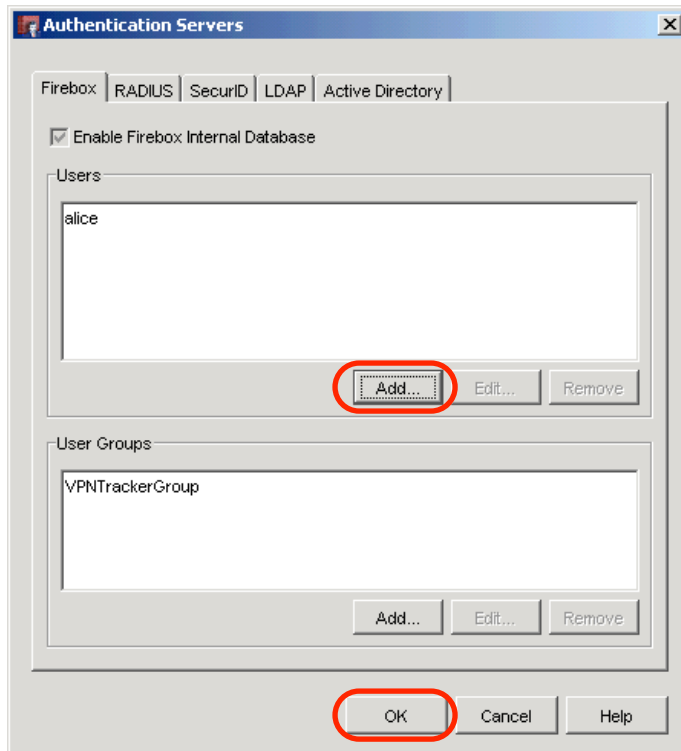 Authentication Servers
Firebox RADIUS SecurID LDAP Active Directory
Enable Firebox Internal Database
Users
alice
Add... Edit... Remove
User Groups
VPNTrackerGroup
Add... Edit... Remove
OK Cancel Help